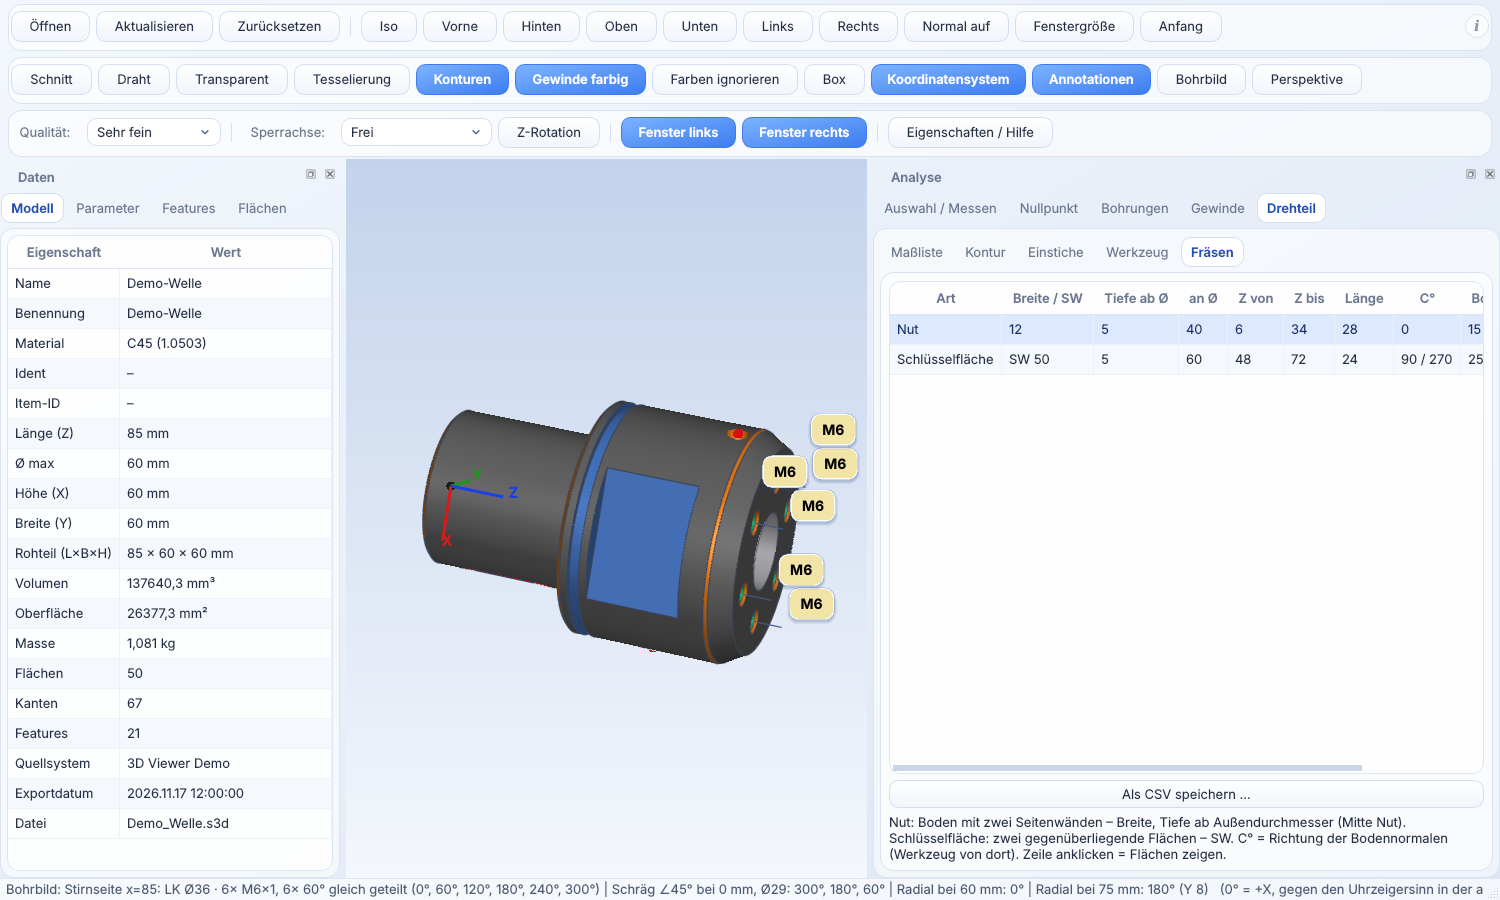 Öffnen Aktualisieren Zurücksetzen Iso Vorne Hinten Oben Unten Links Rechts Normal auf Fenstergröße Anfang i
Schnitt Draht Transparent Tesselierung Konturen Gewinde farbig Farben ignorieren Box Koordinatensystem Annotationen Bohrbild Perspektive
Qualität: Sehr fein Sperrachse: Frei Z-Rotation Fenster links Fenster rechts Eigenschaften / Hilfe
Daten
Modell Parameter Features Flächen
Eigenschaft Wert
Name Demo-Welle
Benennung Demo-Welle
Material C45 (1.0503)
Ident –
Item-ID –
Länge (Z) 85 mm
Ø max 60 mm
Höhe (X) 60 mm
Breite (Y) 60 mm
Rohteil (L×B×H) 85 × 60 × 60 mm
Volumen 137640,3 mm³
Oberfläche 26377,3 mm²
Masse 1,081 kg
Flächen 50
Kanten 67
Features 21
Quellsystem 3D Viewer Demo
Exportdatum 2026.11.17 12:00:00
Datei Demo_Welle.s3d
Y
Z
X
M6
M6
M6
M6
M6
M6
Analyse
Auswahl / Messen Nullpunkt Bohrungen Gewinde Drehteil
Maßliste Kontur Einstiche Werkzeug Fräsen
Art Breite / SW Tiefe ab Ø an Ø Z von Z bis Länge C°
Nut 12 5 40 6 34 28 0 15
Schlüsselfläche SW 50 5 60 48 72 24 90 / 270 25
Als CSV speichern ...
Nut: Boden mit zwei Seitenwänden – Breite, Tiefe ab Außendurchmesser (Mitte Nut).
Schlüsselfläche: zwei gegenüberliegende Flächen – SW. C° = Richtung der Bodennormalen
(Werkzeug von dort). Zeile anklicken = Flächen zeigen.
Bohrbild: Stirnseite x=85: LK Ø36 · 6× M6×1, 6× 60° gleich geteilt (0°, 60°, 120°, 180°, 240°, 300°) | Schräg ∠45° bei 0 mm, Ø29: 300°, 180°, 60° | Radial bei 60 mm: 0° | Radial bei 75 mm: 180° (Y 8) (0° = +X, gegen den Uhrzeigersinn in der a